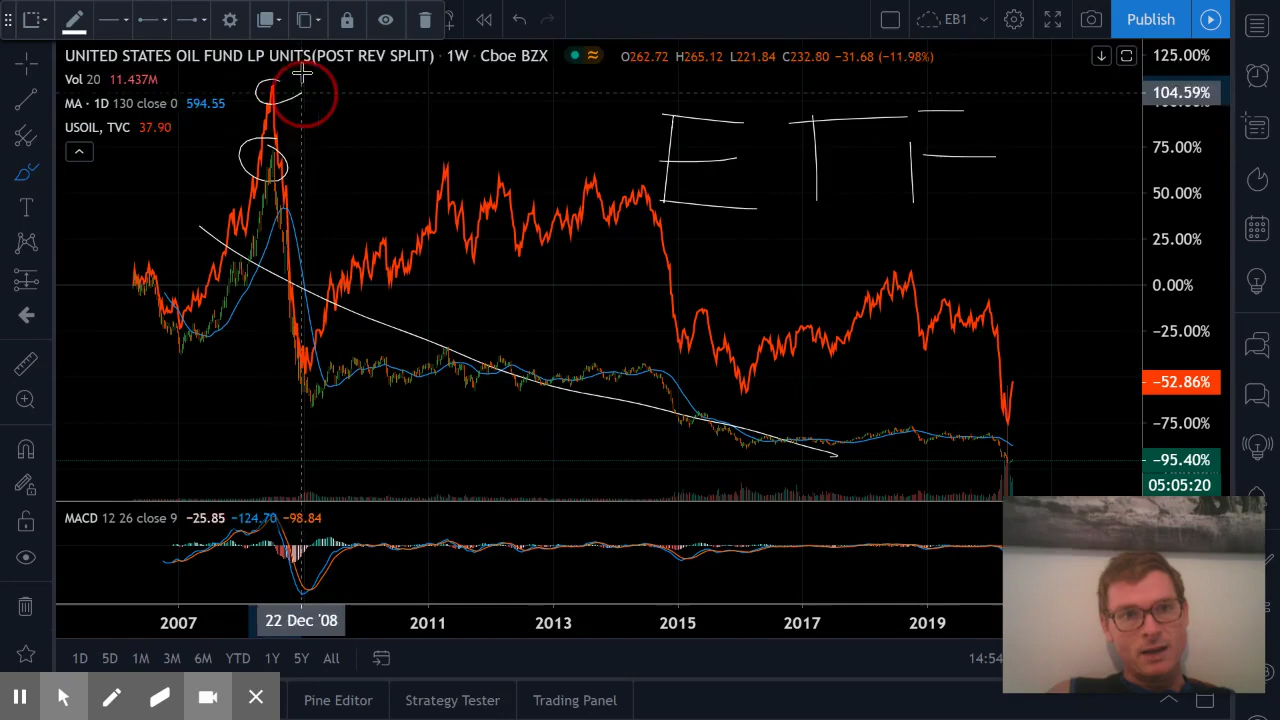 EB1
Publish
UNITED STATES OIL FUND LP UNITS(POST REV SPLIT) · 1W · Cboe BZX
O262.72 H265.12 L221.84 C232.80 −31.68 (−11.98%)
Vol 20 11.437M
MA · 1D 130 close 0 594.55
USOIL, TVC 37.90
ETF
125.00%
104.59%
75.00%
50.00%
25.00%
0.00%
−25.00%
−52.86%
−75.00%
−95.40%
05:05:20
MACD 12 26 close 9 −25.85 −124.70 −98.84
2007 22 Dec '08 2011 2013 2015 2017 2019
1D 5D 1M 3M 6M YTD 1Y 5Y All
14:54
Pine Editor Strategy Tester Trading Panel